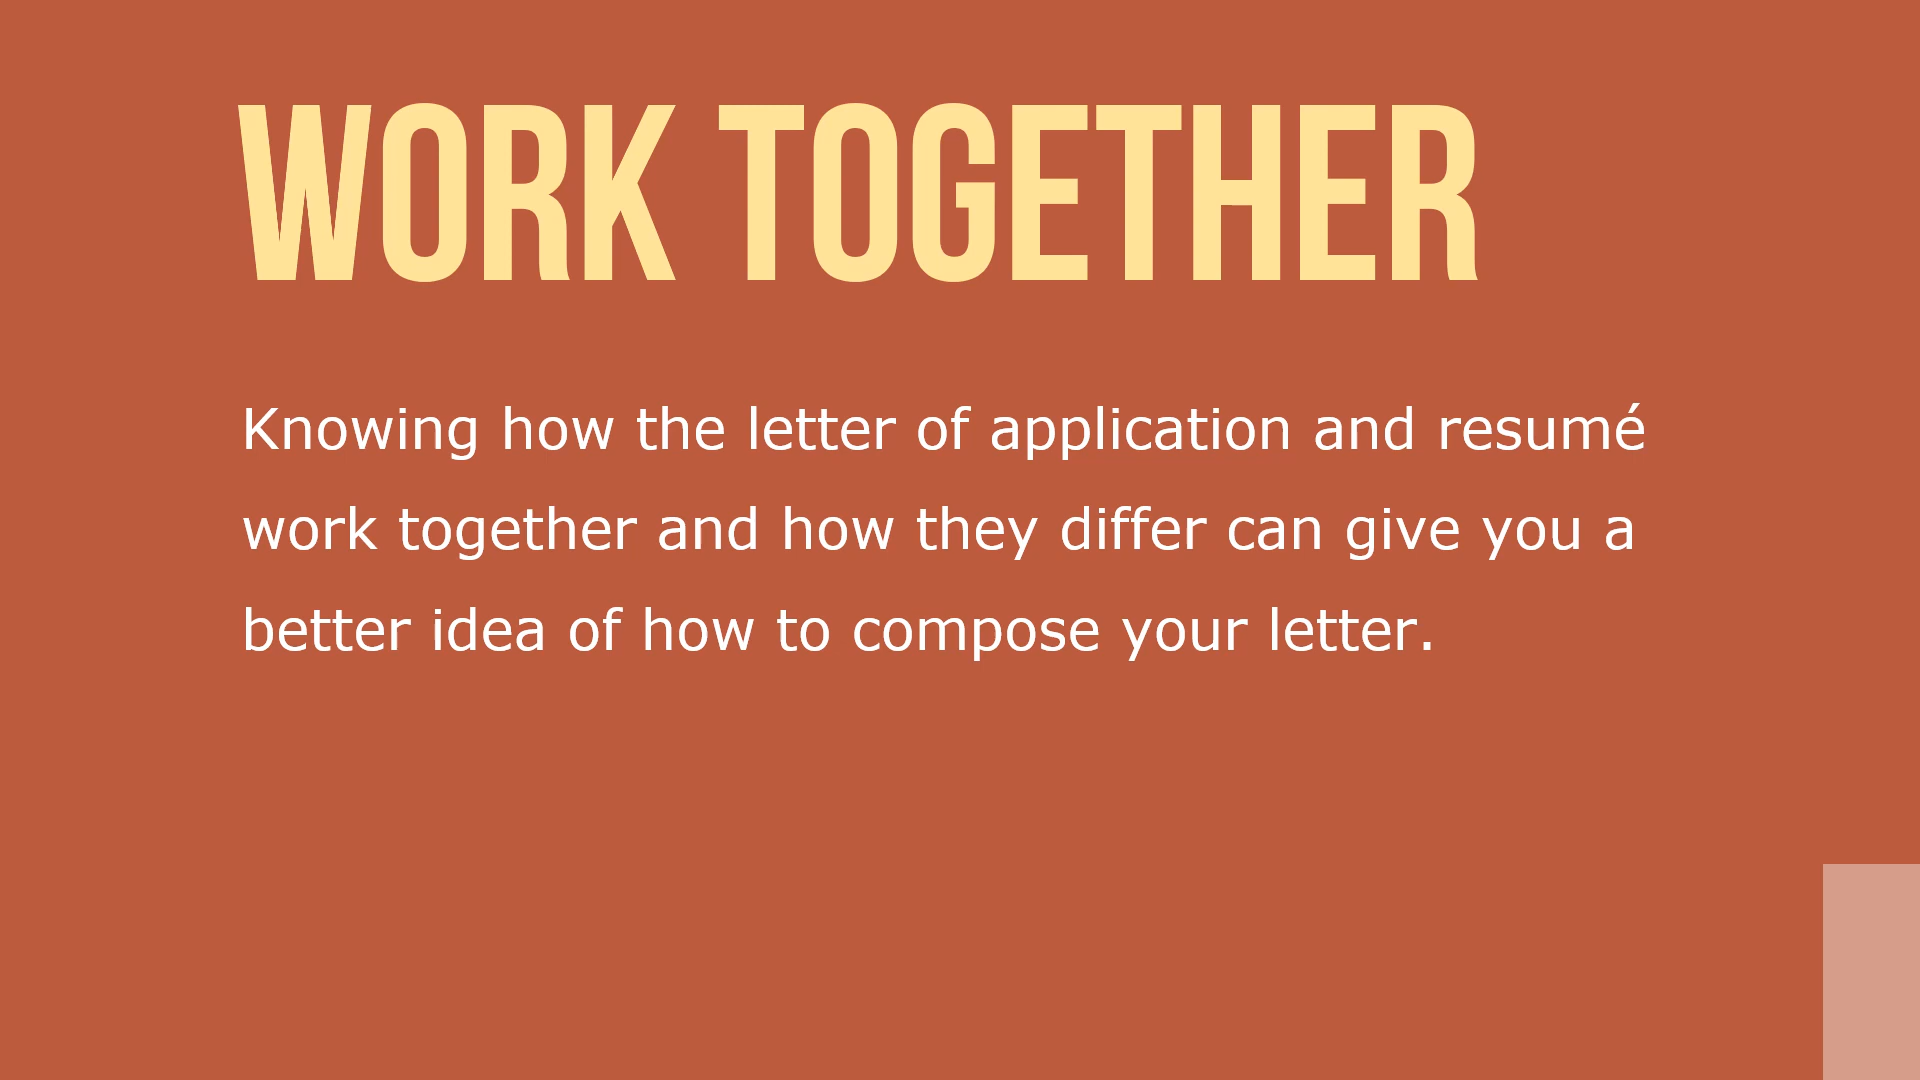 WORK TOGETHER
Knowing how the letter of application and resumé
work together and how they differ can give you a
better idea of how to compose your letter.